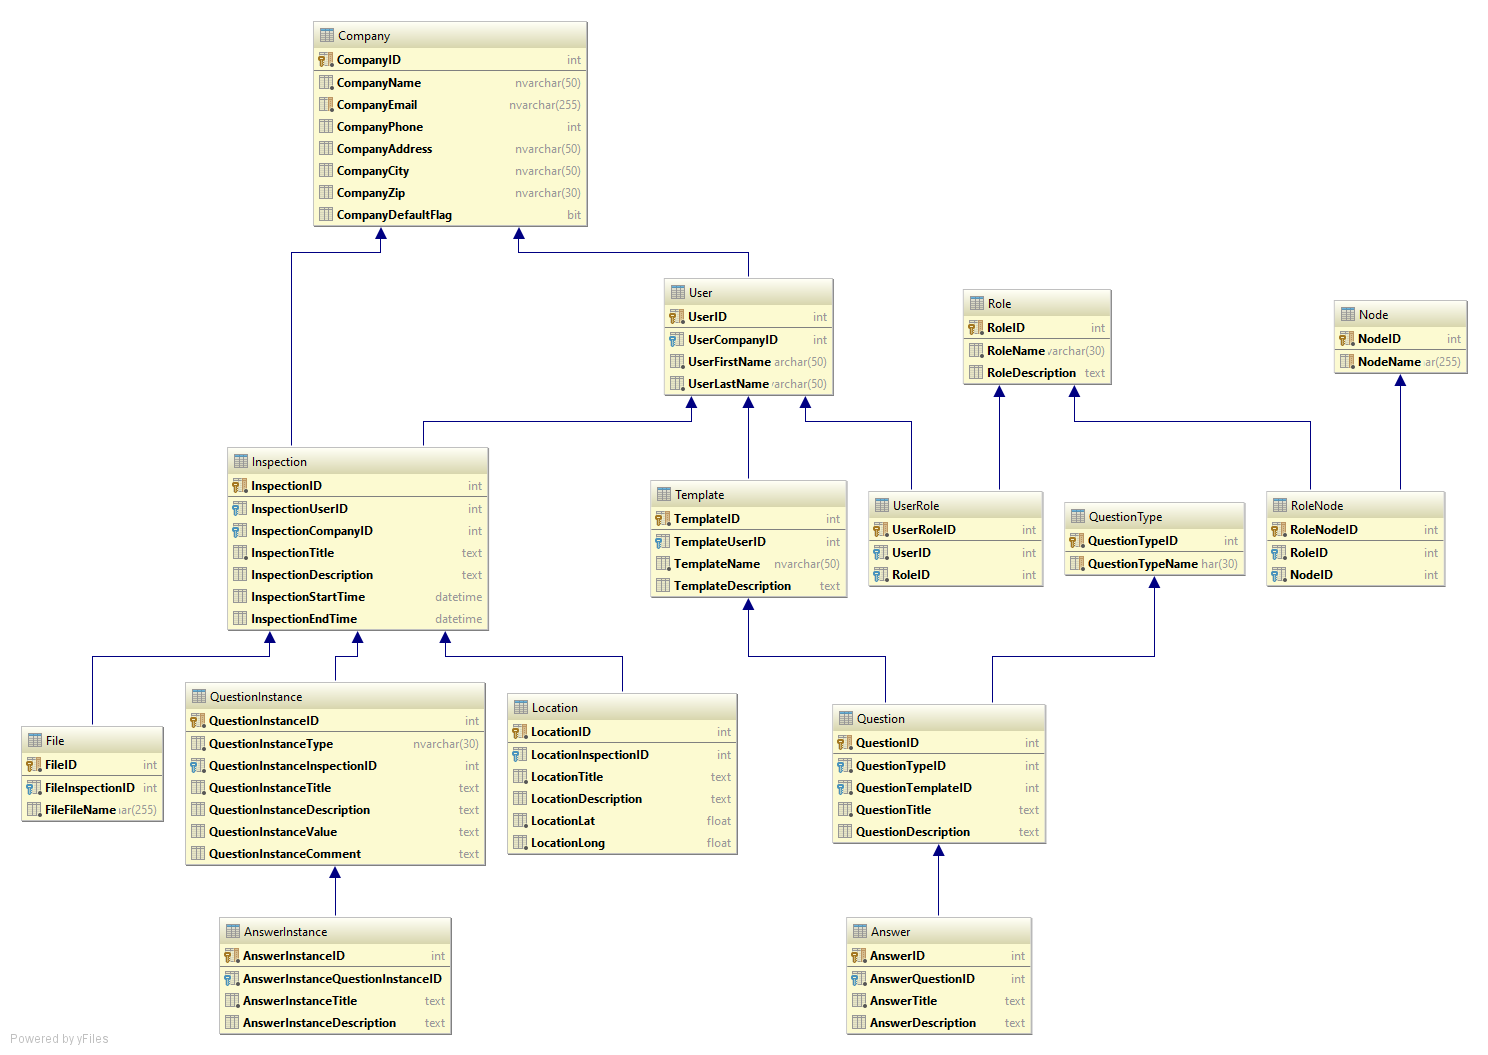 Company
CompanyID int
CompanyName nvarchar(50)
CompanyEmail nvarchar(255)
CompanyPhone int
CompanyAddress nvarchar(50)
CompanyCity nvarchar(50)
CompanyZip nvarchar(30)
CompanyDefaultFlag bit
User
UserID int
UserCompanyID int
UserFirstName archar(50)
UserLastName varchar(50)
Role
RoleID int
RoleName varchar(30)
RoleDescription text
Node
NodeID int
NodeName ar(255)
Inspection
InspectionID int
InspectionUserID int
InspectionCompanyID int
InspectionTitle text
InspectionDescription text
InspectionStartTime datetime
InspectionEndTime datetime
Template
TemplateID int
TemplateUserID int
TemplateName nvarchar(50)
TemplateDescription text
UserRole
UserRoleID int
UserID int
RoleID int
QuestionType
QuestionTypeID int
QuestionTypeName har(30)
RoleNode
RoleNodeID int
RoleID int
NodeID int
File
FileID int
FileInspectionID int
FileFileName ar(255)
QuestionInstance
QuestionInstanceID int
QuestionInstanceType nvarchar(30)
QuestionInstanceInspectionID int
QuestionInstanceTitle text
QuestionInstanceDescription text
QuestionInstanceValue text
QuestionInstanceComment text
Location
LocationID int
LocationInspectionID int
LocationTitle text
LocationDescription text
LocationLat float
LocationLong float
Question
QuestionID int
QuestionTypeID int
QuestionTemplateID int
QuestionTitle text
QuestionDescription text
AnswerInstance
AnswerInstanceID int
AnswerInstanceQuestionInstanceID
AnswerInstanceTitle text
AnswerInstanceDescription text
Answer
AnswerID int
AnswerQuestionID int
AnswerTitle text
AnswerDescription text
Powered by yFiles